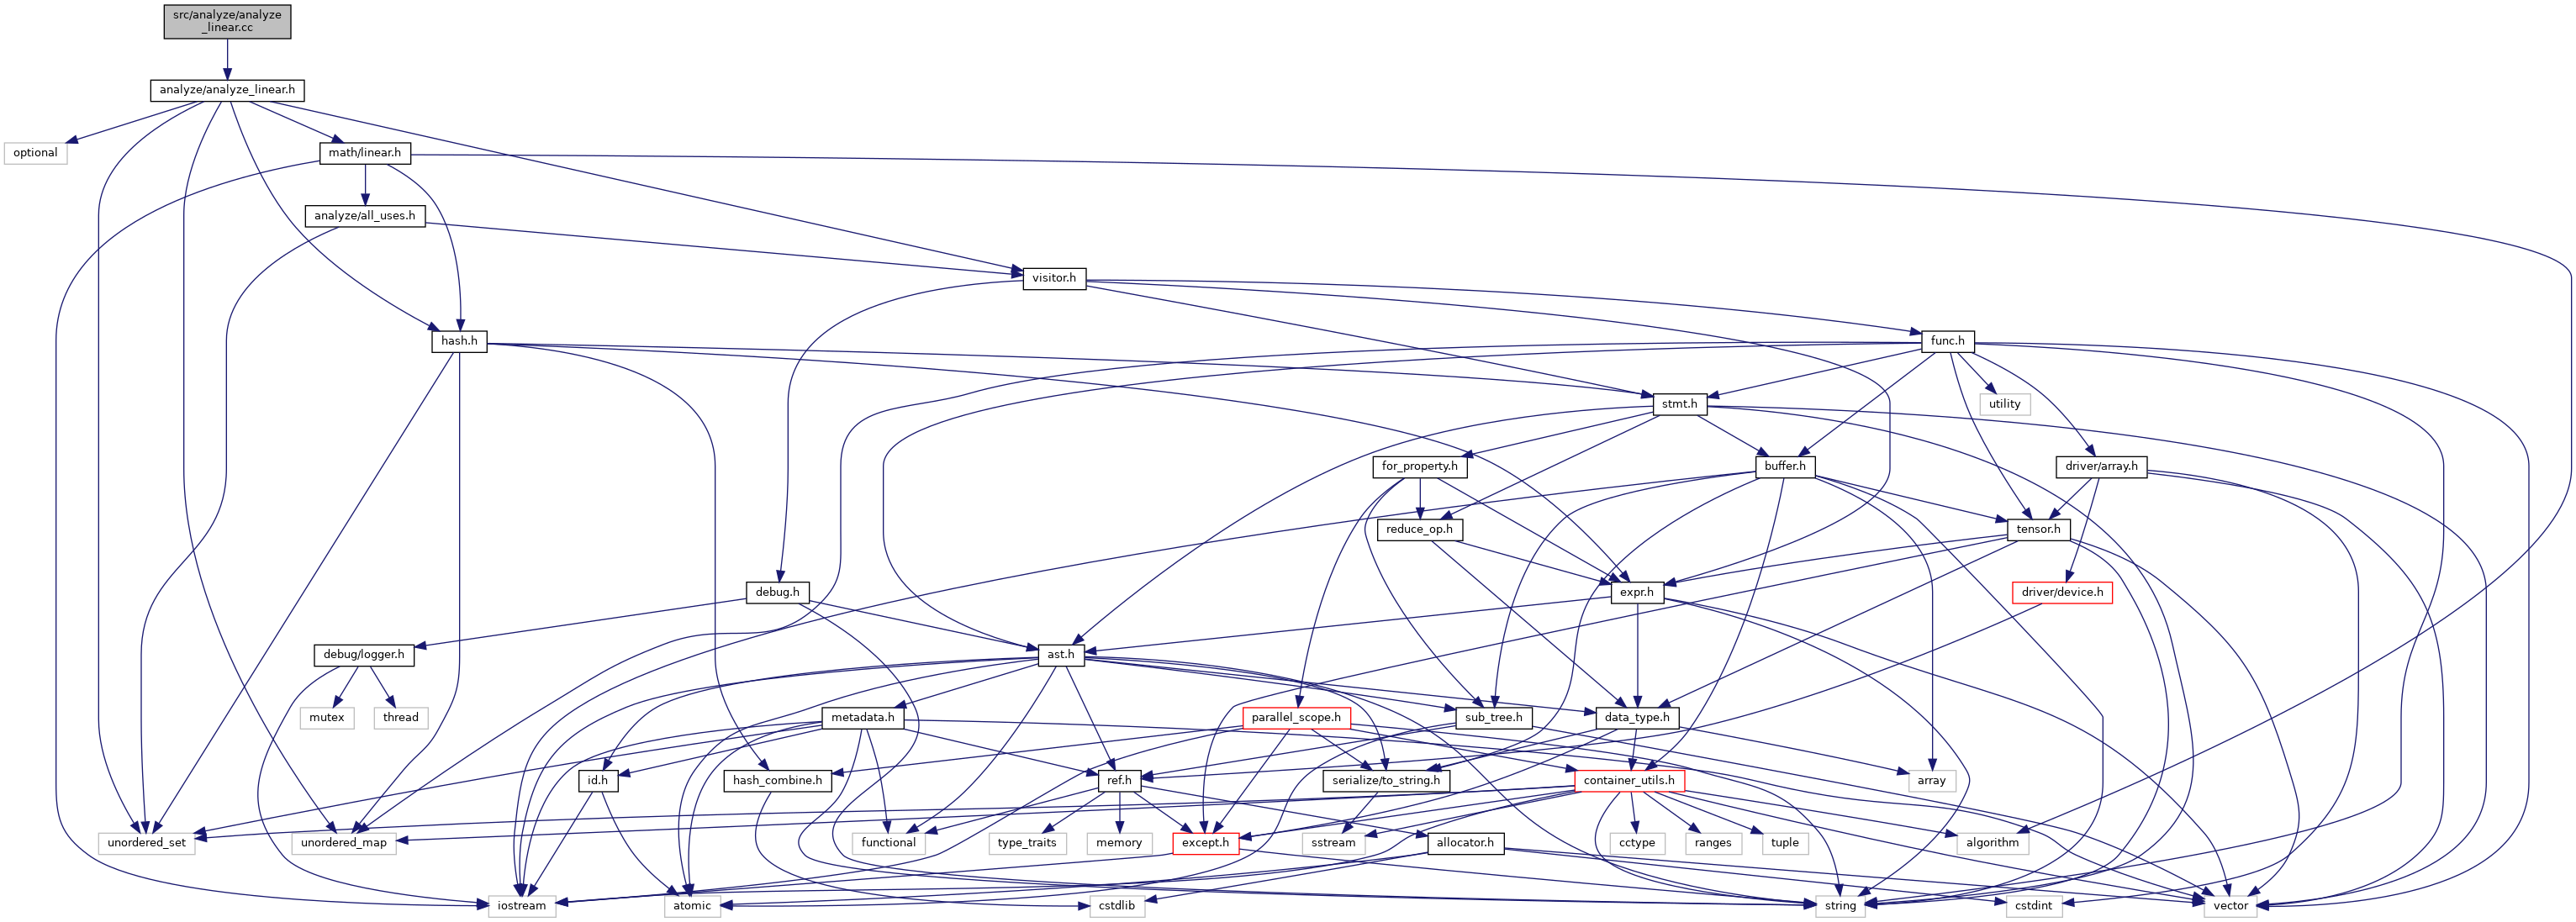 src/analyze/analyze
_linear.cc
analyze/analyze_linear.h
optional
math/linear.h
analyze/all_uses.h
visitor.h
hash.h
func.h
stmt.h
utility
for_property.h
buffer.h
driver/array.h
reduce_op.h
tensor.h
debug.h
expr.h
driver/device.h
debug/logger.h
ast.h
mutex
thread
metadata.h
parallel_scope.h
sub_tree.h
data_type.h
id.h
hash_combine.h
ref.h
serialize/to_string.h
container_utils.h
array
unordered_set
unordered_map
functional
type_traits
memory
except.h
sstream
allocator.h
cctype
ranges
tuple
algorithm
iostream
atomic
cstdlib
string
cstdint
vector